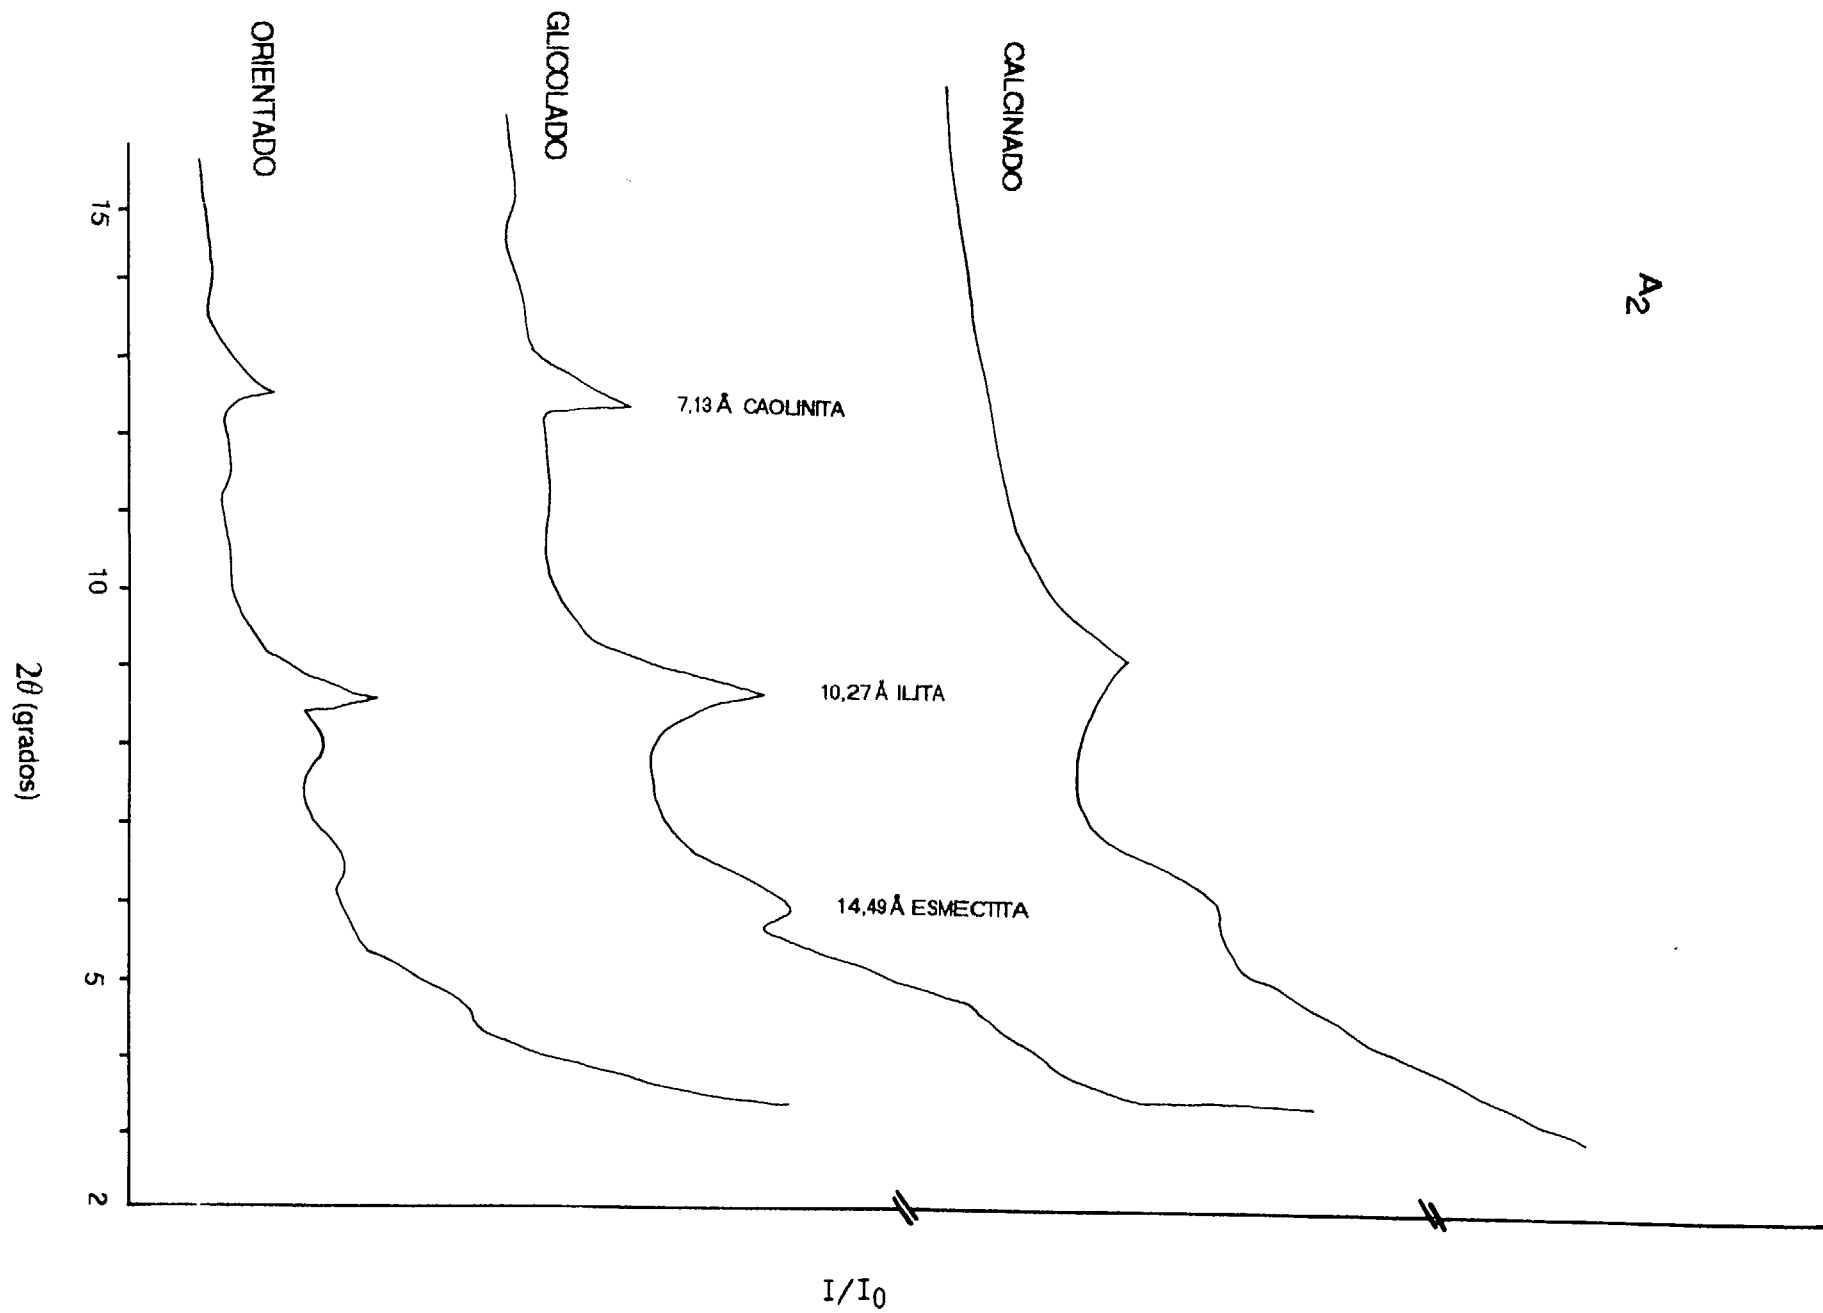 A2
CALCINADO
GLICOLADO
ORIENTADO
7,13 Å CAOLINITA
10,27 Å ILITA
14,49 Å ESMECTITA
15
10
5
2
2θ (grados)
I/I0